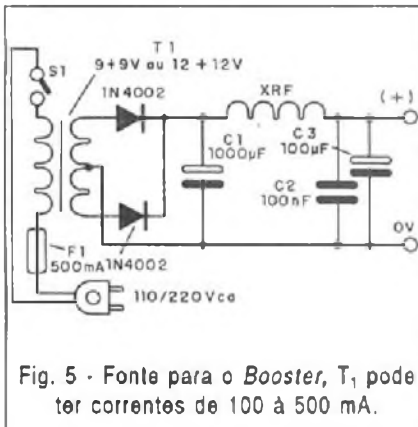 T1
9+9V ou 12+12V
S1
1N4002
XRF
(+)
C1
1000µF
C3
100µF
C2
100nF
F1
500mA
1N4002
0V
110/220Vca
Fig. 5 - Fonte para o Booster, T₁ pode
ter correntes de 100 à 500 mA.